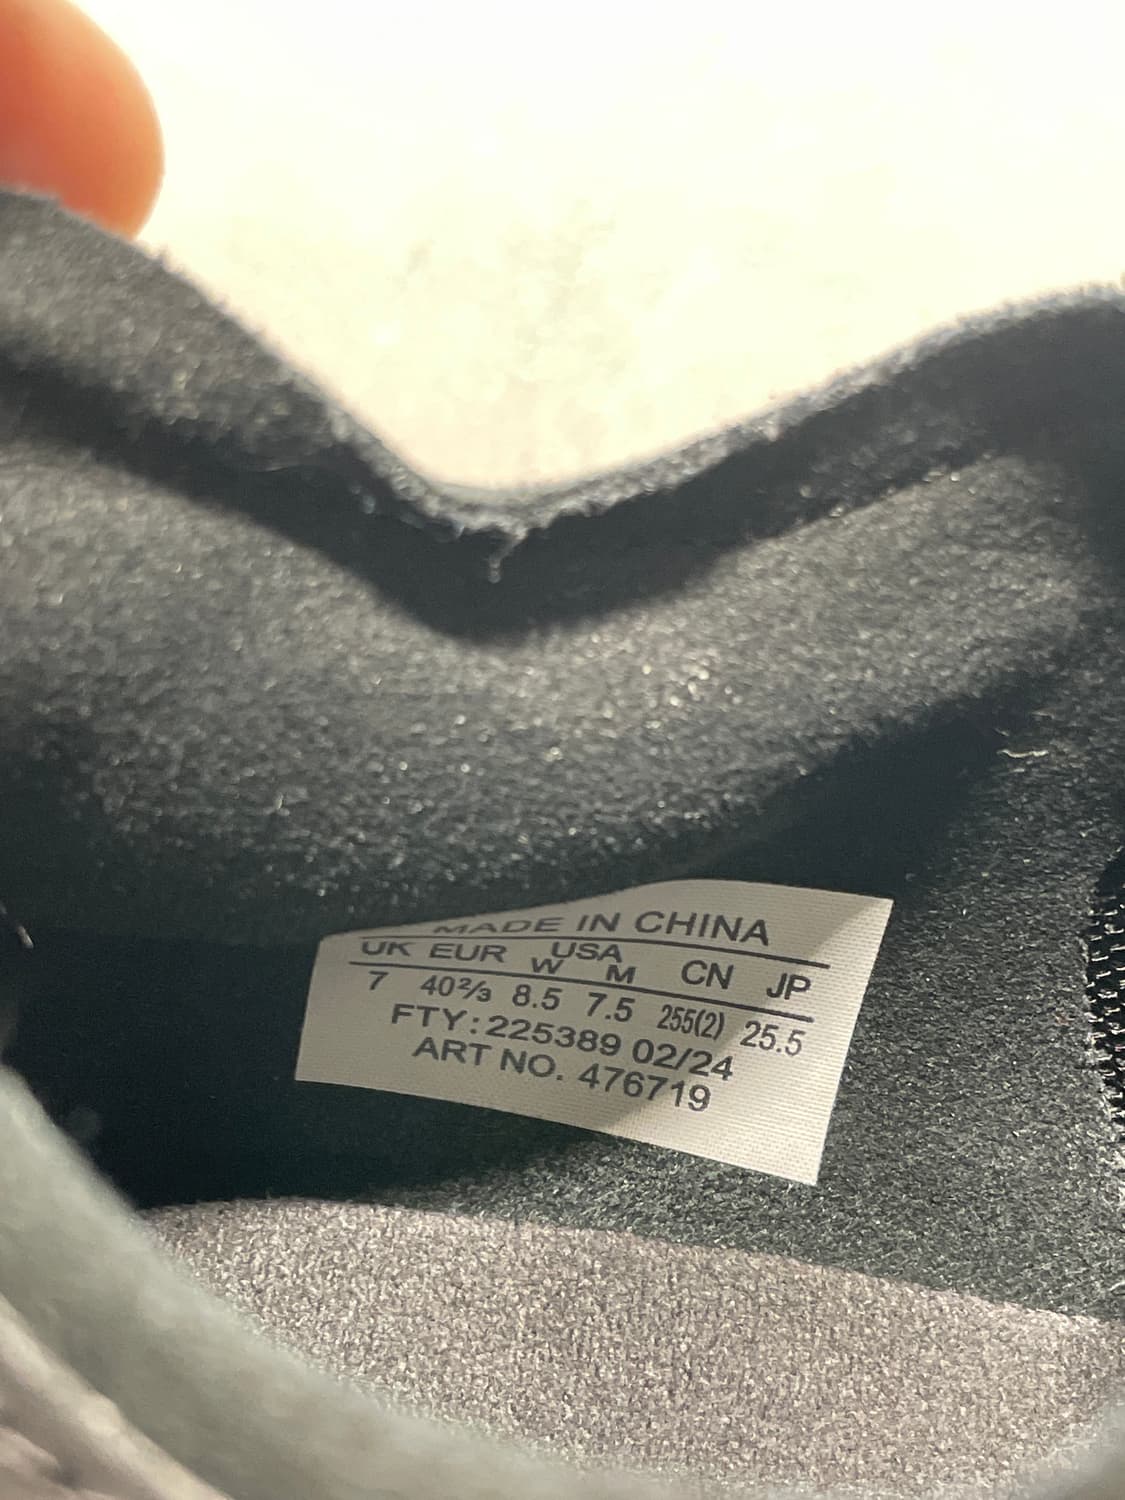 MADE IN CHINA
UK EUR USA CN JP
W M
7 40⅔ 8.5 7.5 255(2) 25.5
FTY:225389 02/24
ART NO. 476719